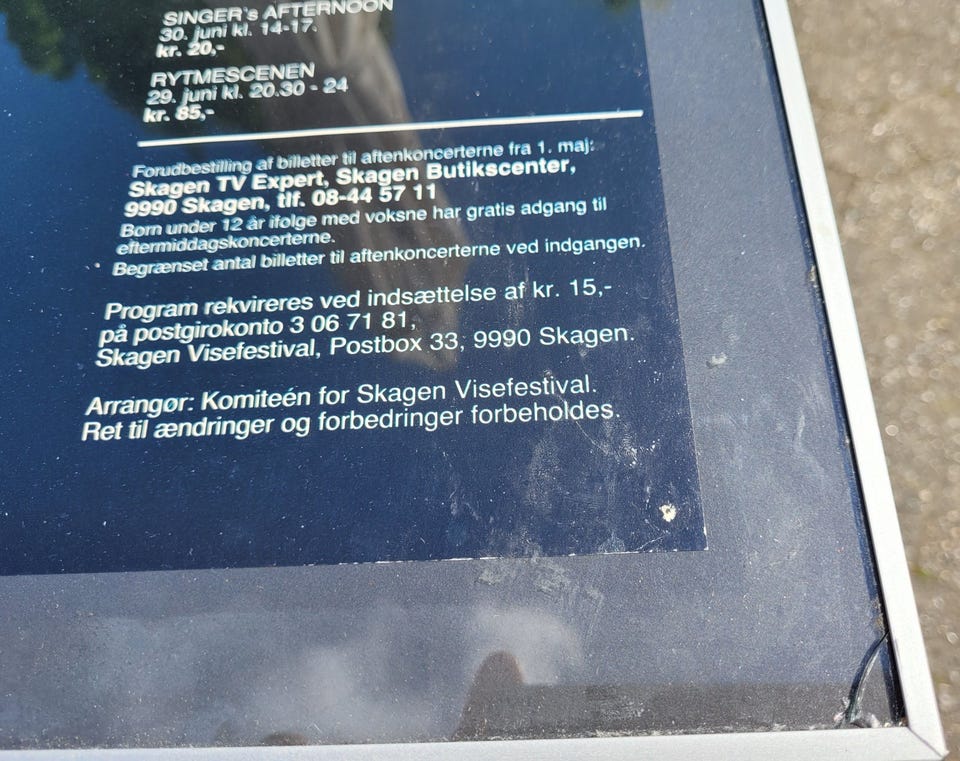 SINGER's AFTERNOON
30. juni kl. 14-17.
kr. 20,-
RYTMESCENEN
29. juni kl. 20.30 - 24
kr. 85,-
Forudbestilling af billetter til aftenkoncerterne fra 1. maj:
Skagen TV Expert, Skagen Butikscenter,
9990 Skagen, tlf. 08-44 57 11
Børn under 12 år ifølge med voksne har gratis adgang til
eftermiddagskoncerterne.
Begrænset antal billetter til aftenkoncerterne ved indgangen.
Program rekvireres ved indsættelse af kr. 15,-
på postgirokonto 3 06 71 81,
Skagen Visefestival, Postbox 33, 9990 Skagen.
Arrangør: Komiteén for Skagen Visefestival.
Ret til ændringer og forbedringer forbeholdes.